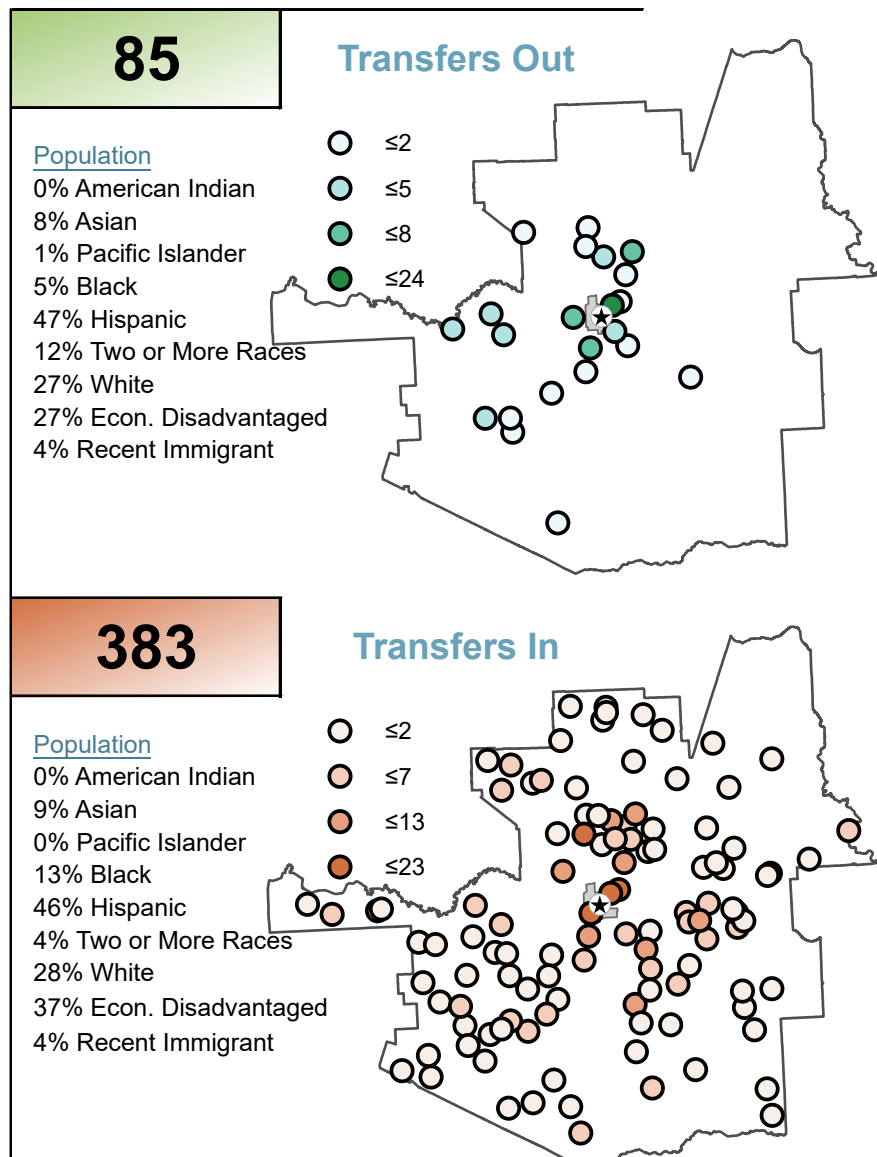 85
Transfers Out
Population
0% American Indian
8% Asian
1% Pacific Islander
5% Black
47% Hispanic
12% Two or More Races
27% White
27% Econ. Disadvantaged
4% Recent Immigrant
≤2
≤5
≤8
≤24
383
Transfers In
Population
0% American Indian
9% Asian
0% Pacific Islander
13% Black
46% Hispanic
4% Two or More Races
28% White
37% Econ. Disadvantaged
4% Recent Immigrant
≤2
≤7
≤13
≤23